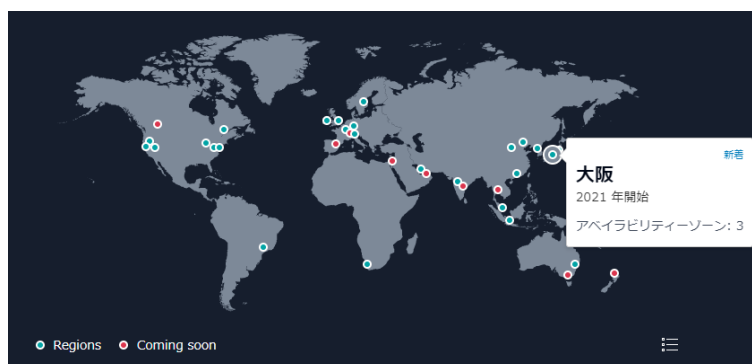 新着
大阪
2021 年開始
アベイラビリティーゾーン: 3
Regions
Coming soon